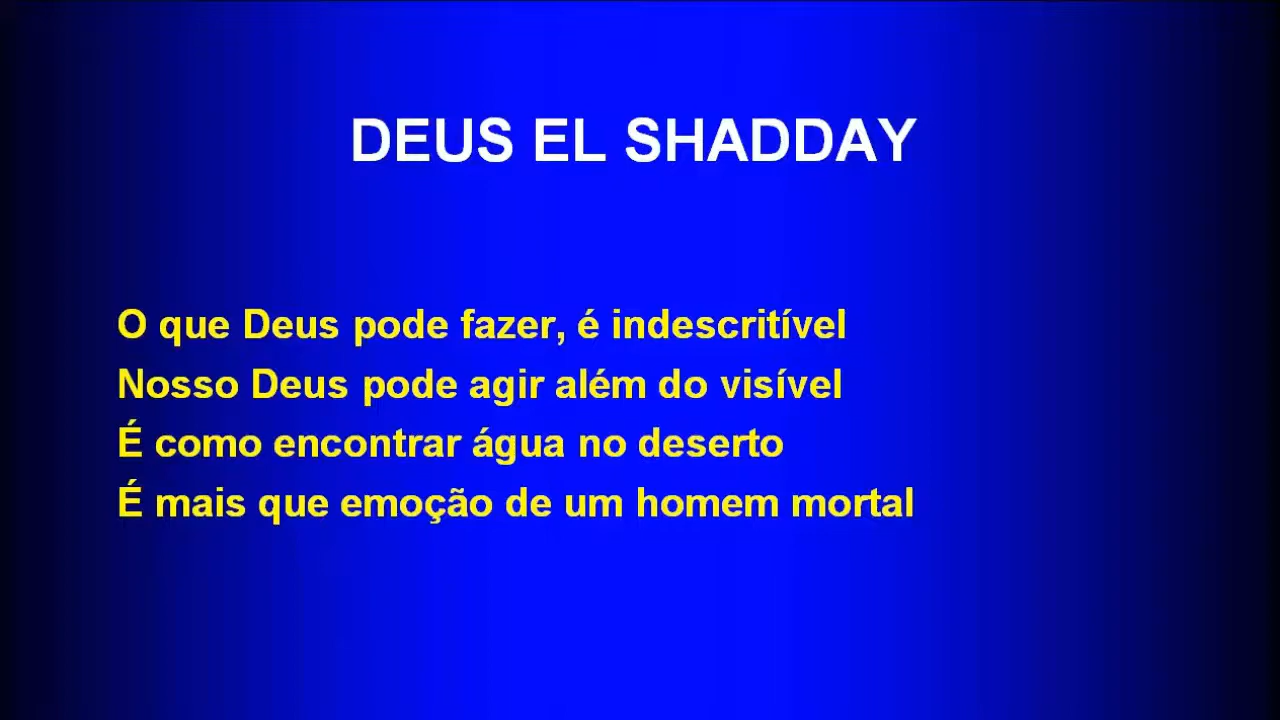 DEUS EL SHADDAY
O que Deus pode fazer, é indescritível
Nosso Deus pode agir além do visível
É como encontrar água no deserto
É mais que emoção de um homem mortal